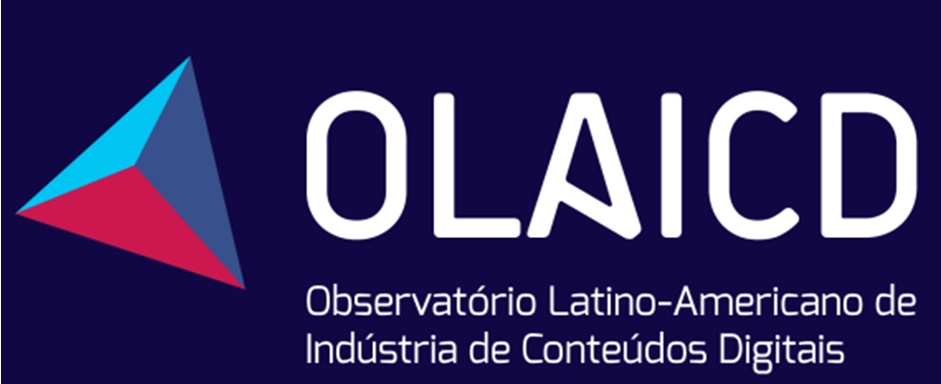 OLAICD
Observatório Latino-Americano de
Indústria de Conteúdos Digitais